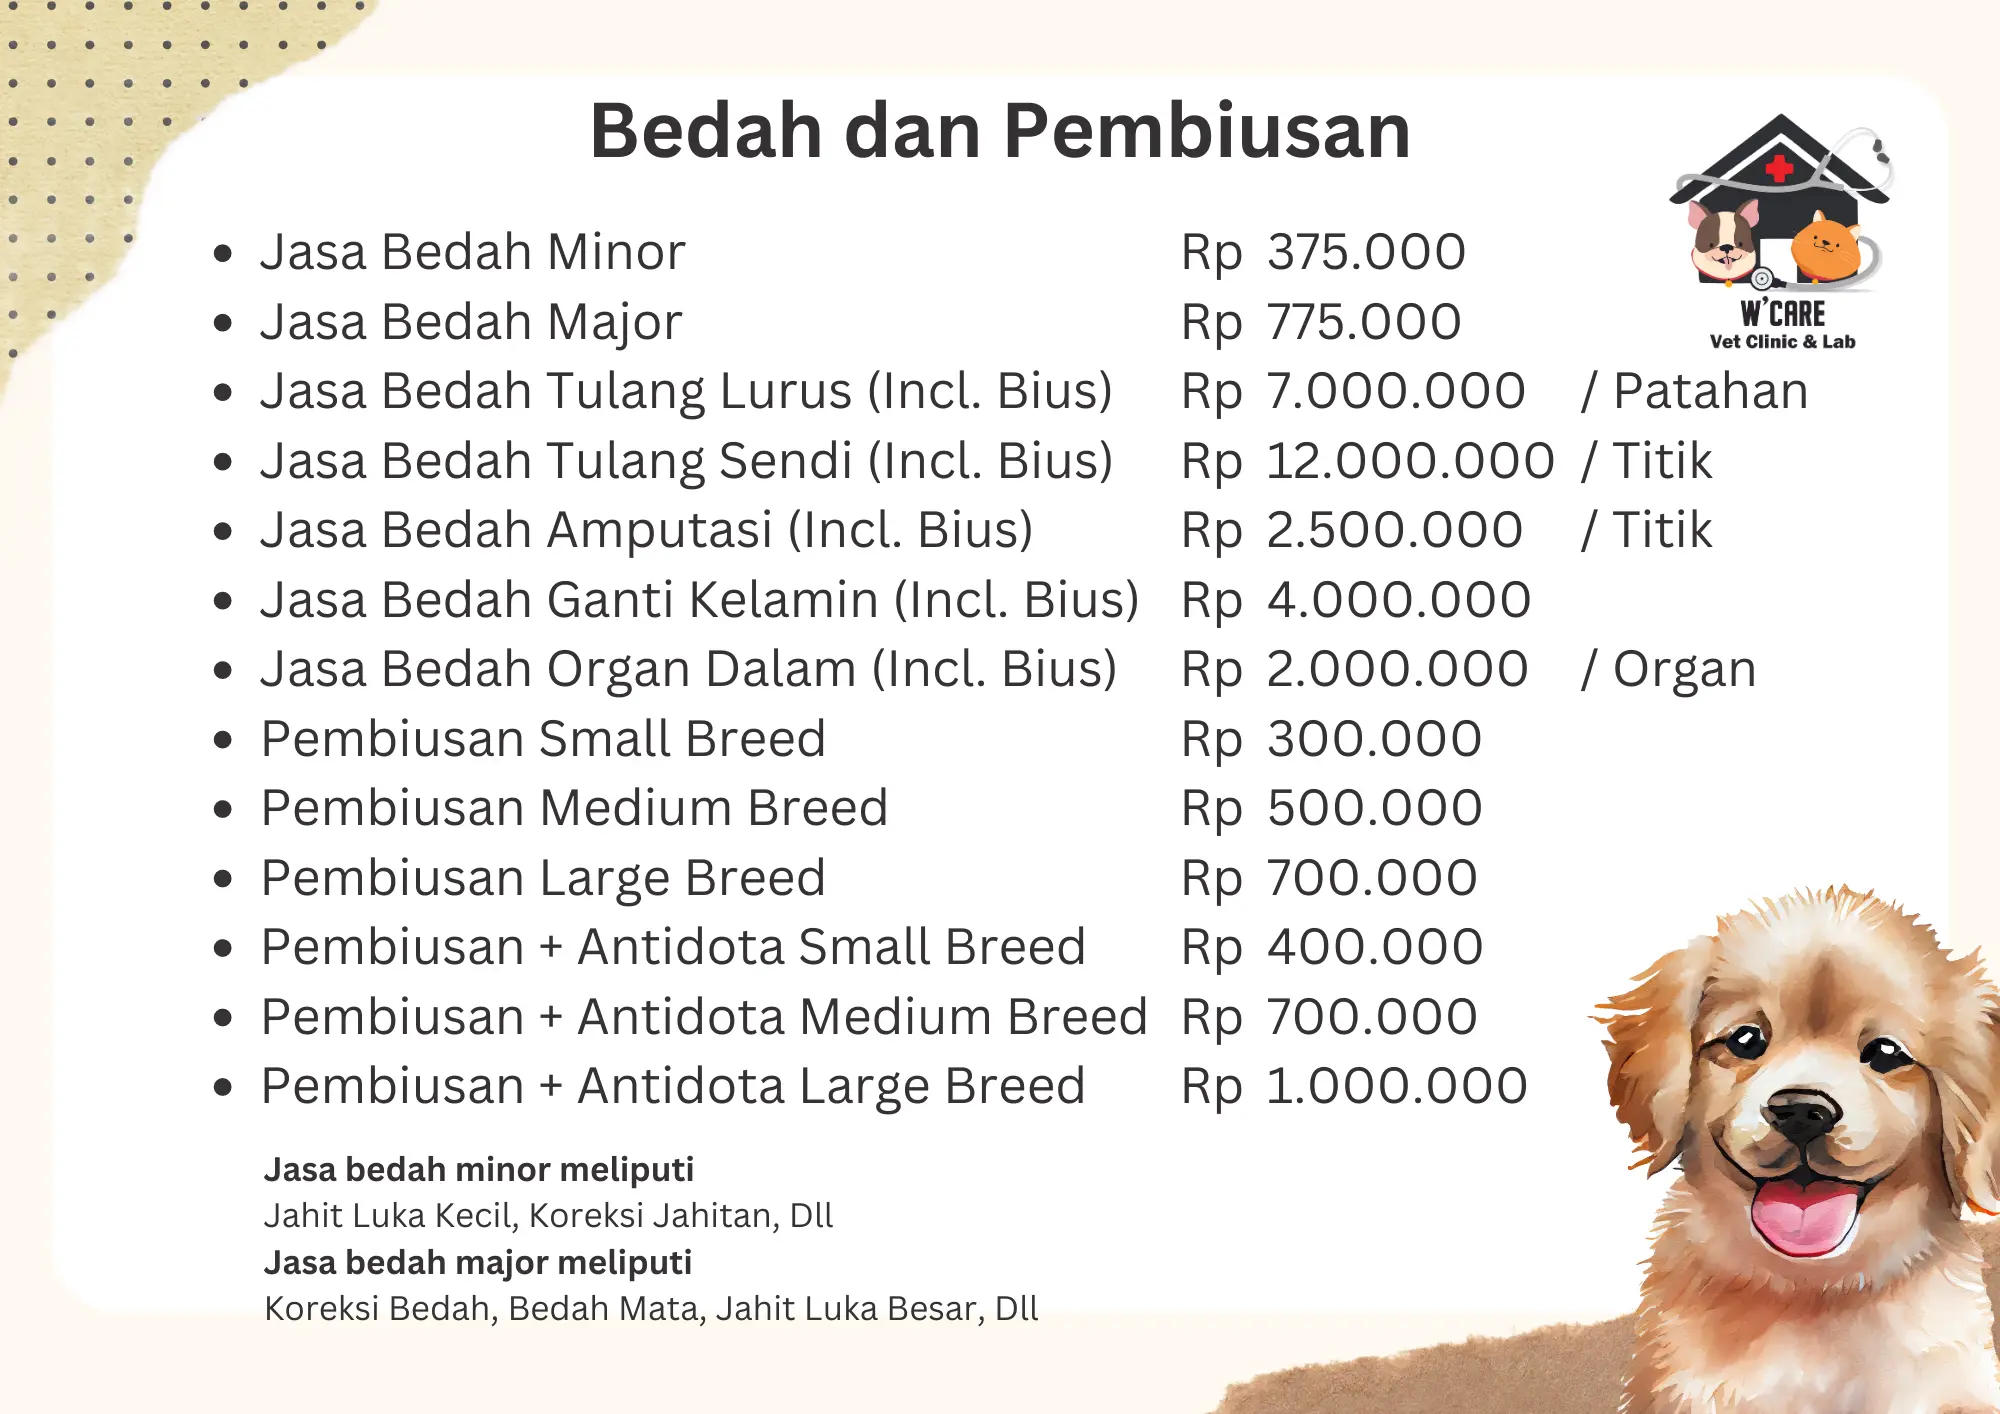 Bedah dan Pembiusan
W'CARE
Vet Clinic & Lab
• Jasa Bedah Minor Rp 375.000
• Jasa Bedah Major Rp 775.000
• Jasa Bedah Tulang Lurus (Incl. Bius) Rp 7.000.000 / Patahan
• Jasa Bedah Tulang Sendi (Incl. Bius) Rp 12.000.000 / Titik
• Jasa Bedah Amputasi (Incl. Bius) Rp 2.500.000 / Titik
• Jasa Bedah Ganti Kelamin (Incl. Bius) Rp 4.000.000
• Jasa Bedah Organ Dalam (Incl. Bius) Rp 2.000.000 / Organ
• Pembiusan Small Breed Rp 300.000
• Pembiusan Medium Breed Rp 500.000
• Pembiusan Large Breed Rp 700.000
• Pembiusan + Antidota Small Breed Rp 400.000
• Pembiusan + Antidota Medium Breed Rp 700.000
• Pembiusan + Antidota Large Breed Rp 1.000.000
Jasa bedah minor meliputi
Jahit Luka Kecil, Koreksi Jahitan, Dll
Jasa bedah major meliputi
Koreksi Bedah, Bedah Mata, Jahit Luka Besar, Dll